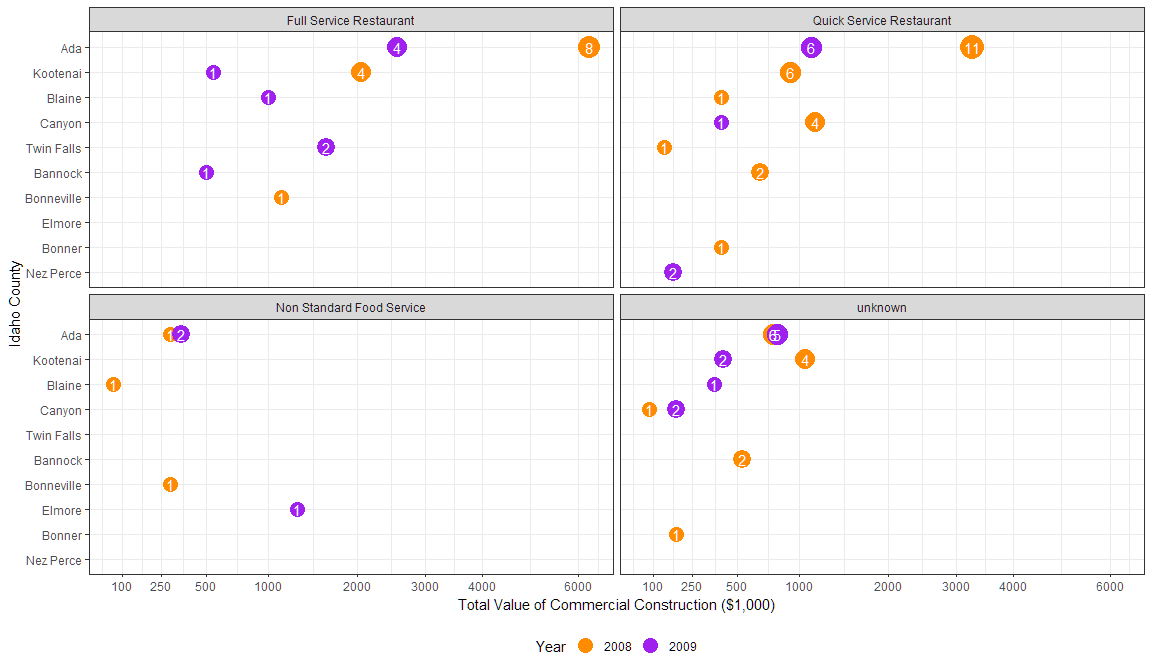 Full Service Restaurant
Quick Service Restaurant
Ada 4 8 6 11
Kootenai 1 4 6
Blaine 1 1
Canyon 1 4
Twin Falls 2 1
Bannock 1 2
Bonneville 1
Elmore
Bonner 1
Nez Perce 2
Idaho County
Non Standard Food Service
unknown
Ada 1 2 6 5
Kootenai 2 4
Blaine 1 1
Canyon 1 2
Twin Falls
Bannock 2
Bonneville 1
Elmore 1
Bonner 1
Nez Perce
100 250 500 1000 2000 3000 4000 6000 100 250 500 1000 2000 3000 4000 6000
Total Value of Commercial Construction ($1,000)
Year 2008 2009